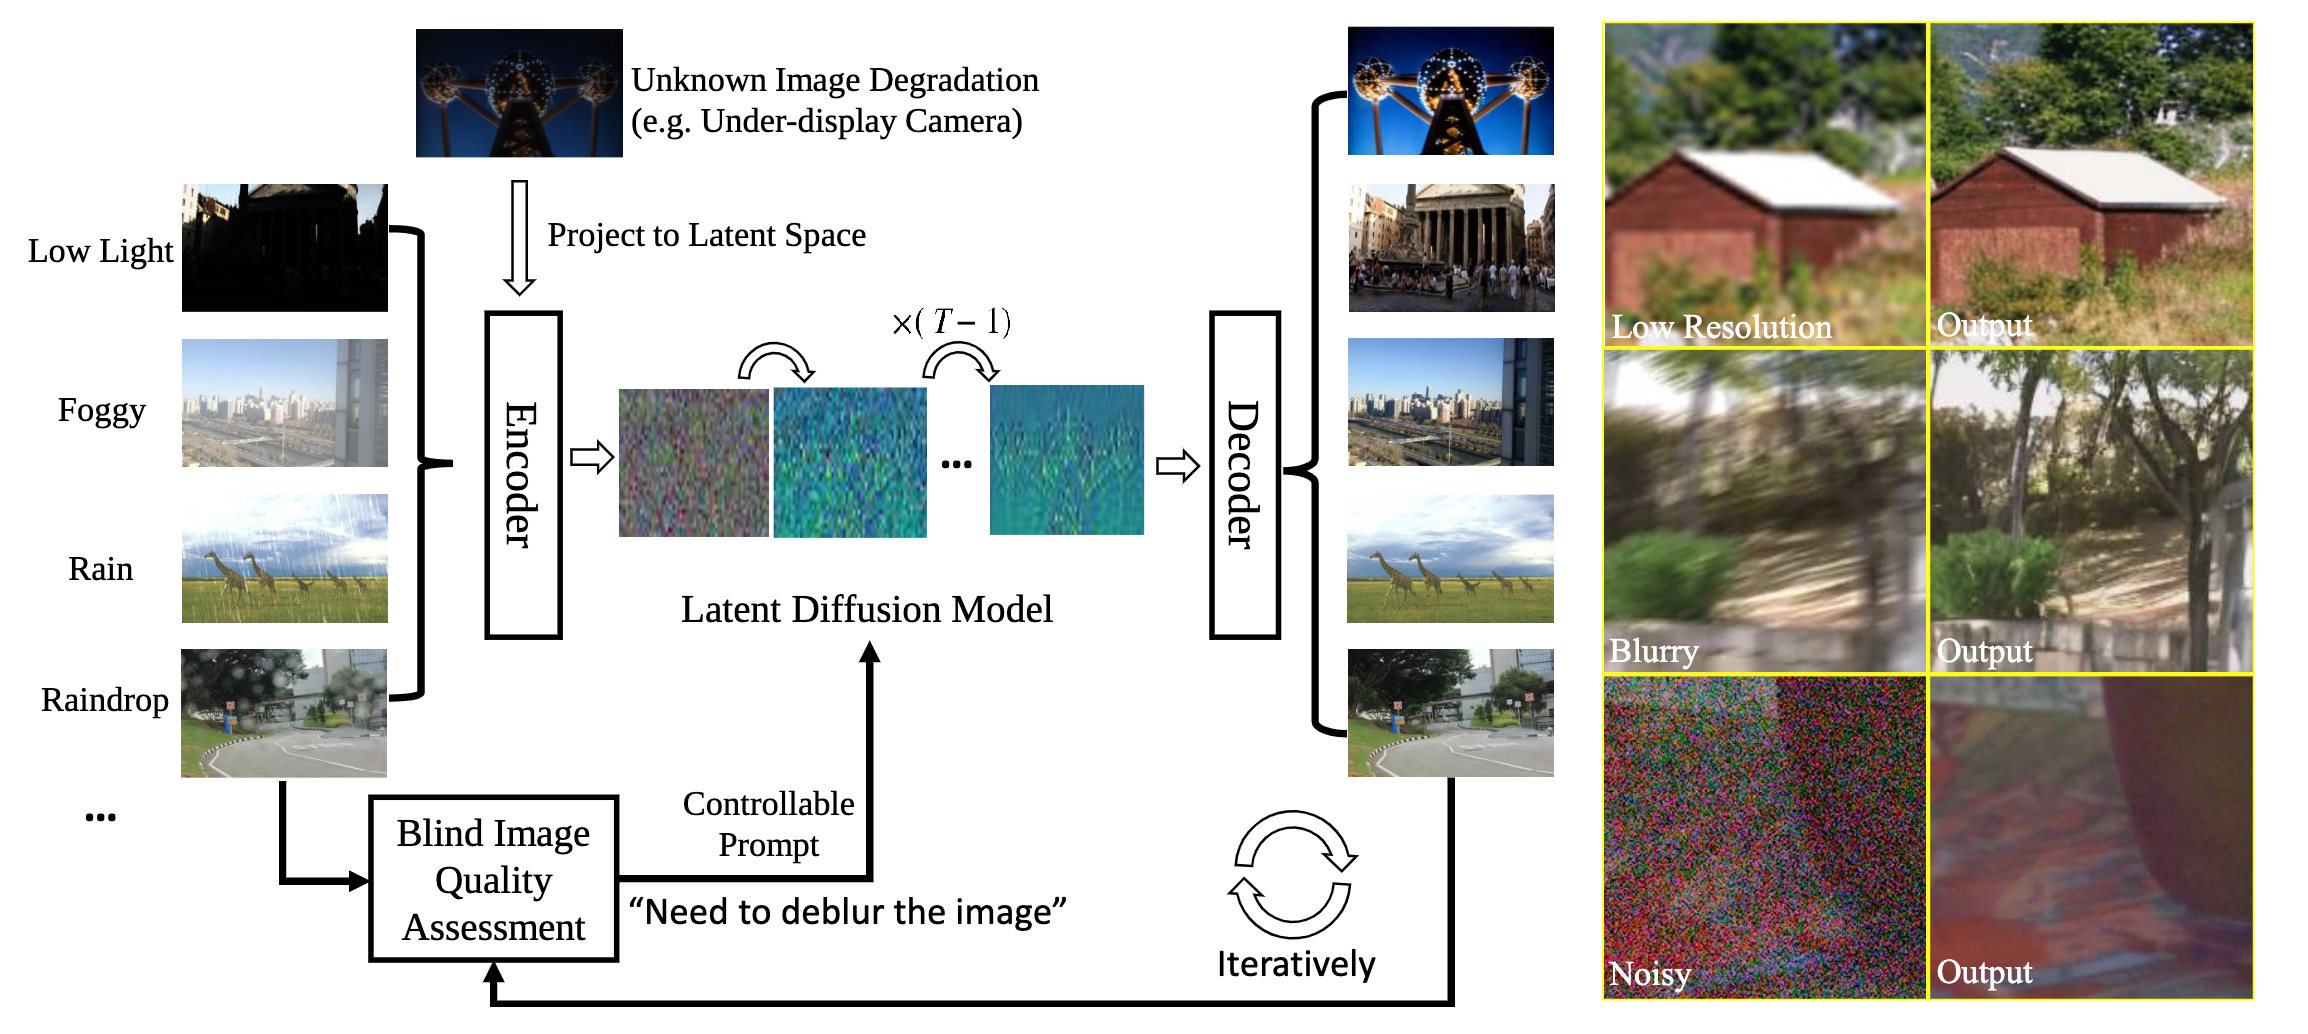 Unknown Image Degradation
(e.g. Under-display Camera)
Project to Latent Space
Low Light
Foggy
Rain
Raindrop
...
Encoder
×( T − 1)
...
Latent Diffusion Model
Decoder
Blind Image
Quality
Assessment
Controllable
Prompt
“Need to deblur the image”
Iteratively
Low Resolution
Output
Blurry
Output
Noisy
Output